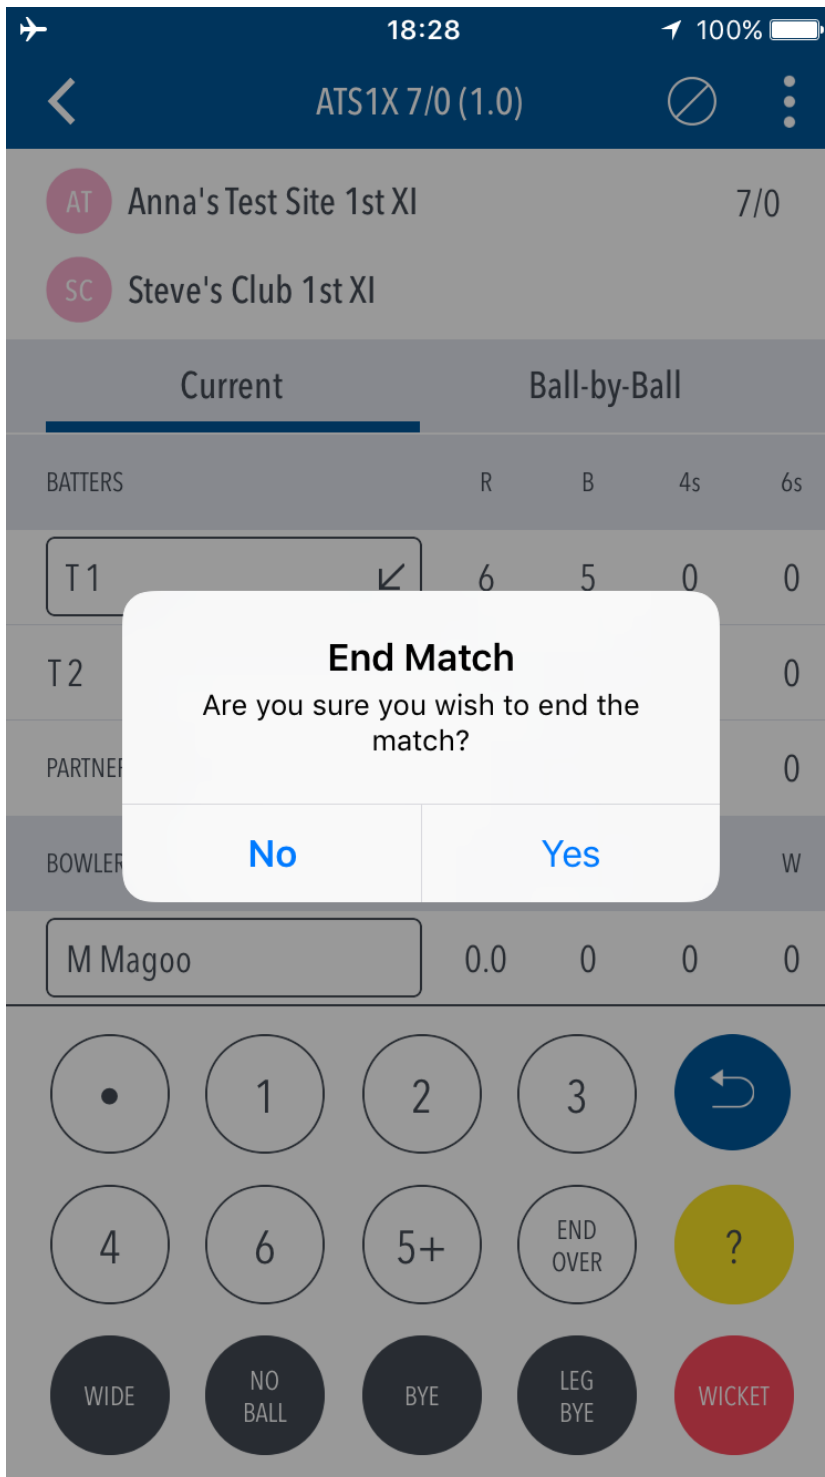 18:28 100%
ATS1X 7/0 (1.0)
AT Anna's Test Site 1st XI 7/0
SC Steve's Club 1st XI
Current Ball-by-Ball
BATTERS R B 4s 6s
T 1 6 5 0 0
T 2 0
PARTNE 0
BOWLER W
End Match
Are you sure you wish to end the
match?
No Yes
M Magoo 0.0 0 0 0
• 1 2 3
4 6 5+ END OVER ?
WIDE NO BALL BYE LEG BYE WICKET